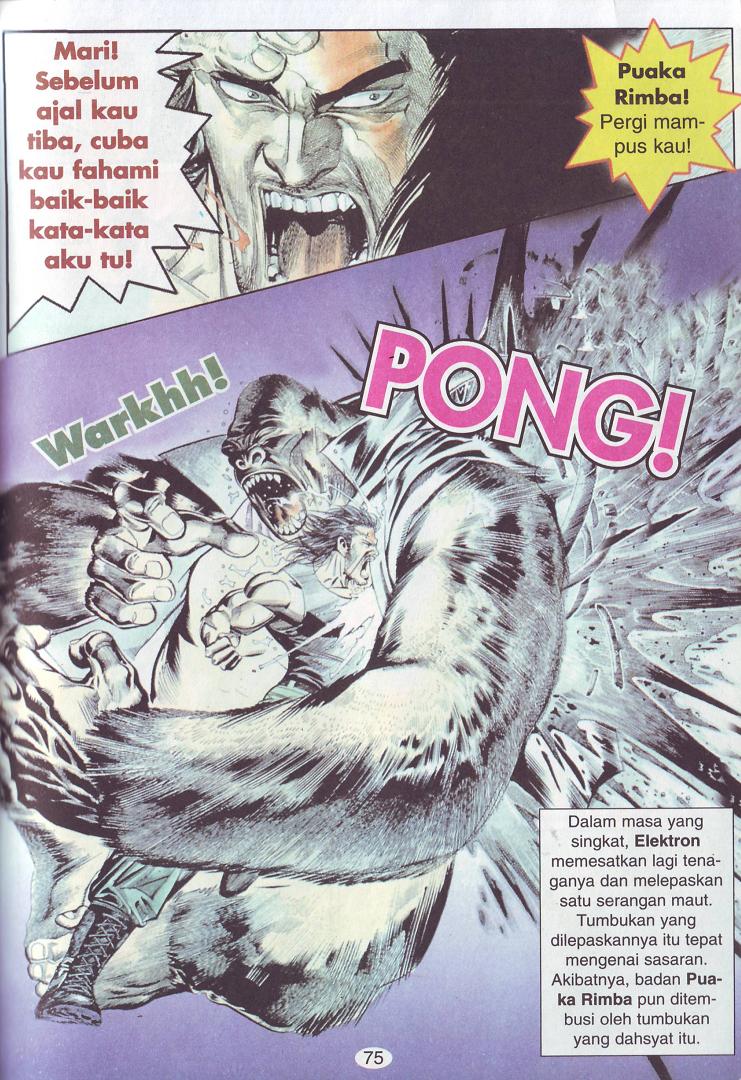 Mari!
Sebelum
ajal kau
tiba, cuba
kau fahami
baik-baik
kata-kata
aku tu!
Puaka
Rimba!
Pergi mam-
pus kau!
Warkhh!
PONG!
Dalam masa yang
singkat, Elektron
memesatkan lagi tena-
ganya dan melepaskan
satu serangan maut.
Tumbukan yang
dilepaskannya itu tepat
mengenai sasaran.
Akibatnya, badan Pua-
ka Rimba pun ditem-
busi oleh tumbukan
yang dahsyat itu.
75